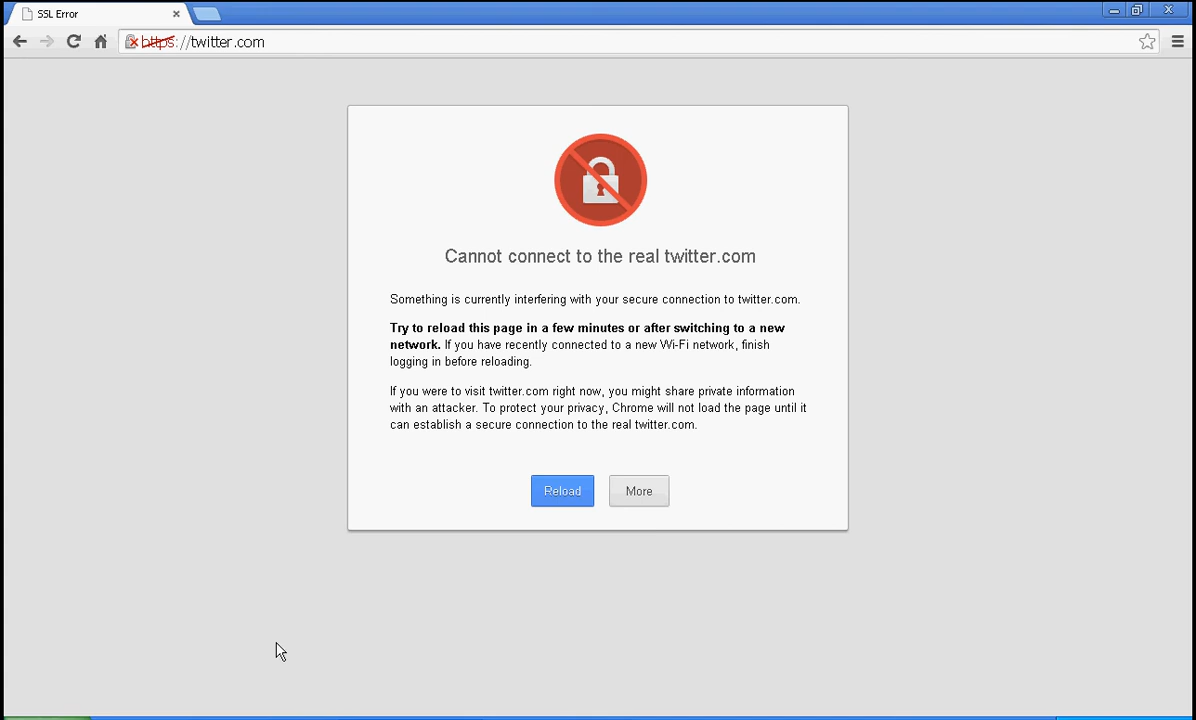 SSL Error
https://twitter.com
Cannot connect to the real twitter.com
Something is currently interfering with your secure connection to twitter.com.
Try to reload this page in a few minutes or after switching to a new
network. If you have recently connected to a new Wi-Fi network, finish
logging in before reloading.
If you were to visit twitter.com right now, you might share private information
with an attacker. To protect your privacy, Chrome will not load the page until it
can establish a secure connection to the real twitter.com.
Reload More